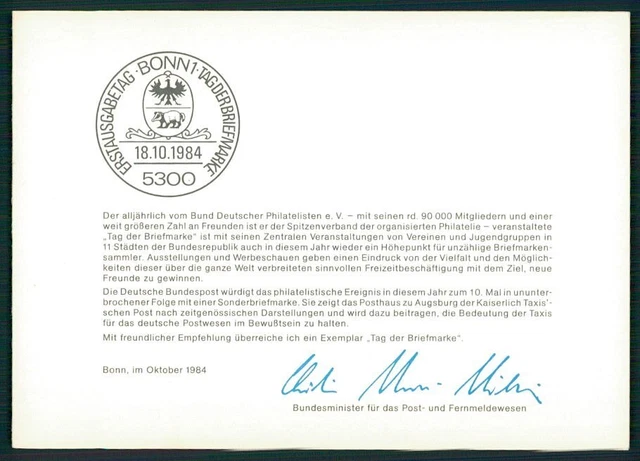 ERSTAUSGABETAG · BONN 1 · TAG DER BRIEFMARKE
18.10.1984
5300
Der alljährlich vom Bund Deutscher Philatelisten e. V. – mit seinen rd. 90 000 Mitgliedern und einer
weit größeren Zahl an Freunden ist er der Spitzenverband der organisierten Philatelie – veranstaltete
„Tag der Briefmarke" ist mit seinen Zentralen Veranstaltungen von Vereinen und Jugendgruppen in
11 Städten der Bundesrepublik auch in diesem Jahr wieder ein Höhepunkt für unzählige Briefmarken-
sammler. Ausstellungen und Werbeschauen geben einen Eindruck von der Vielfalt und den Möglich-
keiten dieser über die ganze Welt verbreiteten sinnvollen Freizeitbeschäftigung mit dem Ziel, neue
Freunde zu gewinnen.
Die Deutsche Bundespost würdigt das philatelistische Ereignis in diesem Jahr zum 10. Mal in ununter-
brochener Folge mit einer Sonderbriefmarke. Sie zeigt das Posthaus zu Augsburg der Kaiserlich Taxis'-
schen Post nach zeitgenössischen Darstellungen und wird dazu beitragen, die Bedeutung der Taxis
für das deutsche Postwesen im Bewußtsein zu halten.
Mit freundlicher Empfehlung überreiche ich ein Exemplar „Tag der Briefmarke".
Bonn, im Oktober 1984
Bundesminister für das Post- und Fernmeldewesen